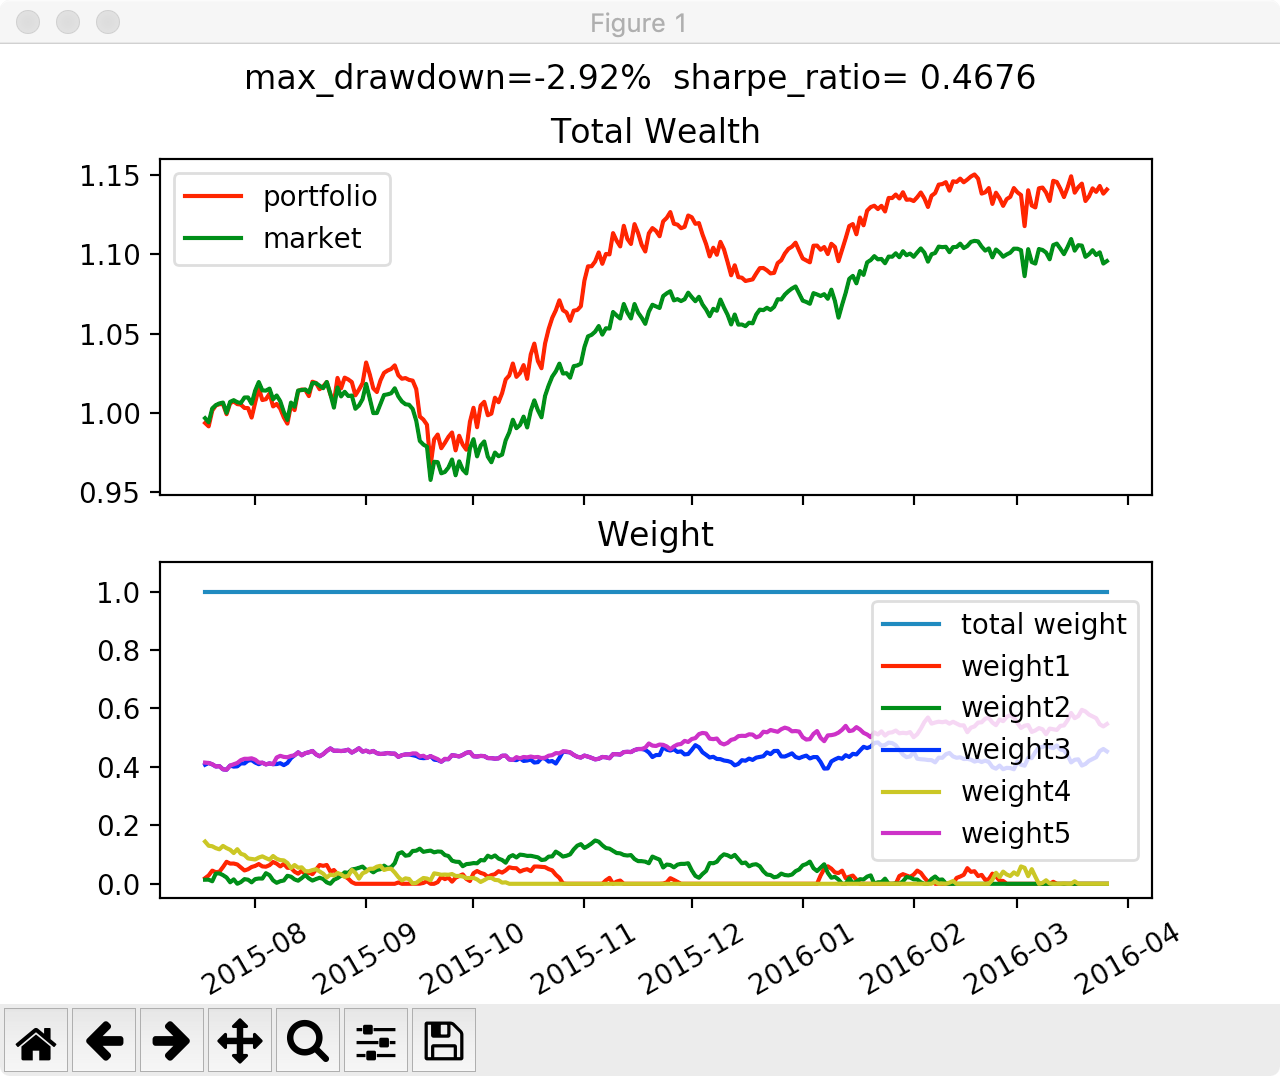 Figure 1
max_drawdown=-2.92%  sharpe_ratio= 0.4676
Total Wealth
1.15
1.10
1.05
1.00
0.95
portfolio
market
Weight
1.0
0.8
0.6
0.4
0.2
0.0
total weight
weight1
weight2
weight3
weight4
weight5
2015-08
2015-09
2015-10
2015-11
2015-12
2016-01
2016-02
2016-03
2016-04